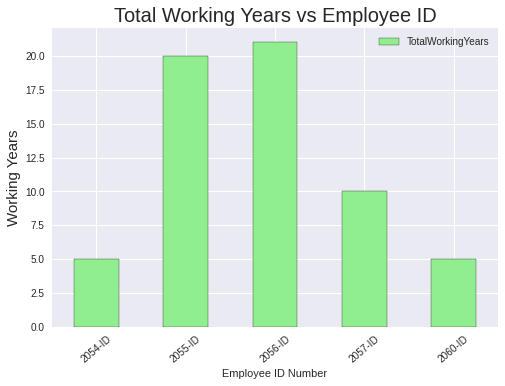 Total Working Years vs Employee ID
TotalWorkingYears
Working Years
20.0
17.5
15.0
12.5
10.0
7.5
5.0
2.5
0.0
2054-ID
2055-ID
2056-ID
2057-ID
2060-ID
Employee ID Number